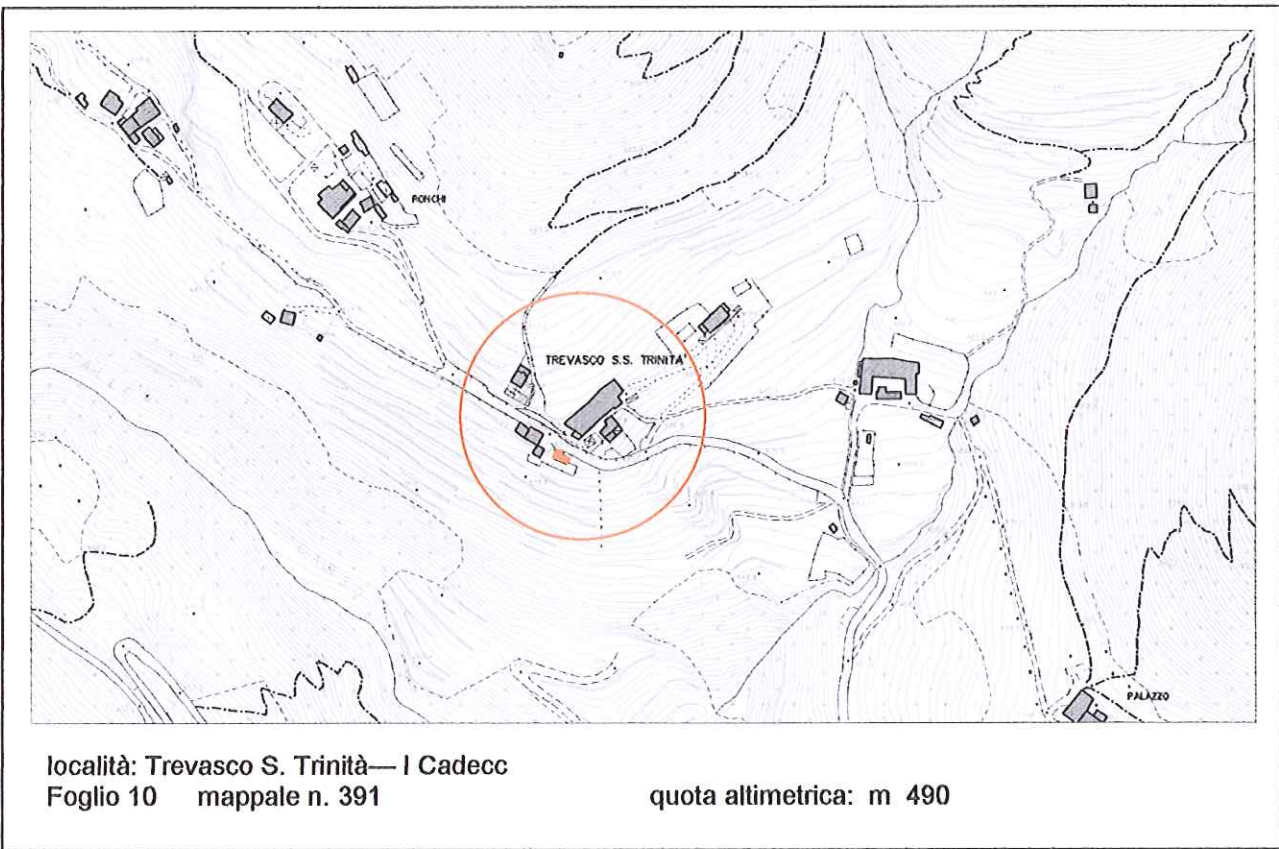 RONCHI
TREVASCO S.S. TRINITA'
PALAZZO
località: Trevasco S. Trinità— I Cadecc
Foglio 10 mappale n. 391 quota altimetrica: m 490